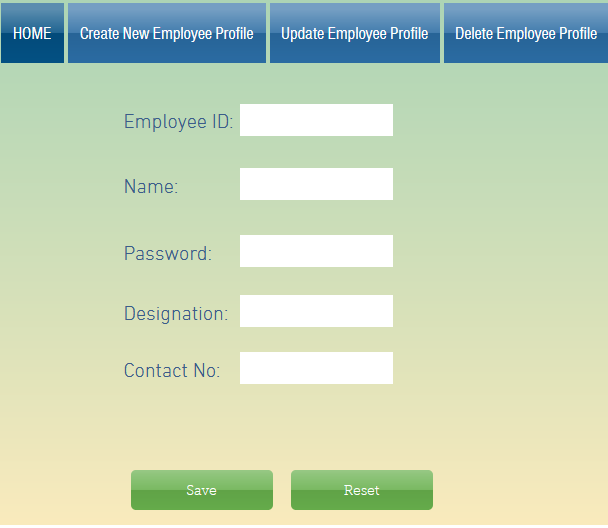 HOME Create New Employee Profile Update Employee Profile Delete Employee Profile
Employee ID:
Name:
Password:
Designation:
Contact No:
Save Reset